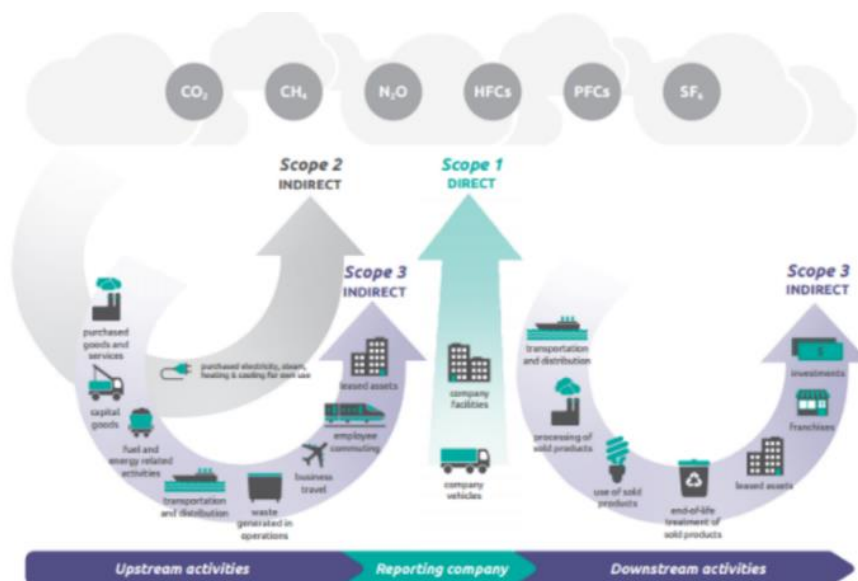 CO₂
CH₄
N₂O
HFCs
PFCs
SF₆
Scope 2
INDIRECT
Scope 1
DIRECT
Scope 3
INDIRECT
Scope 3
INDIRECT
purchased
goods and
services
capital
goods
fuel and
energy related
activities
transportation
and distribution
waste
generated in
operations
business
travel
employee
commuting
leased assets
purchased electricity, steam,
heating & cooling for own use
company
facilities
company
vehicles
transportation
and distribution
processing of
sold products
use of sold
products
end-of-life
treatment of
sold products
leased assets
franchises
investments
$
Upstream activities
Reporting company
Downstream activities